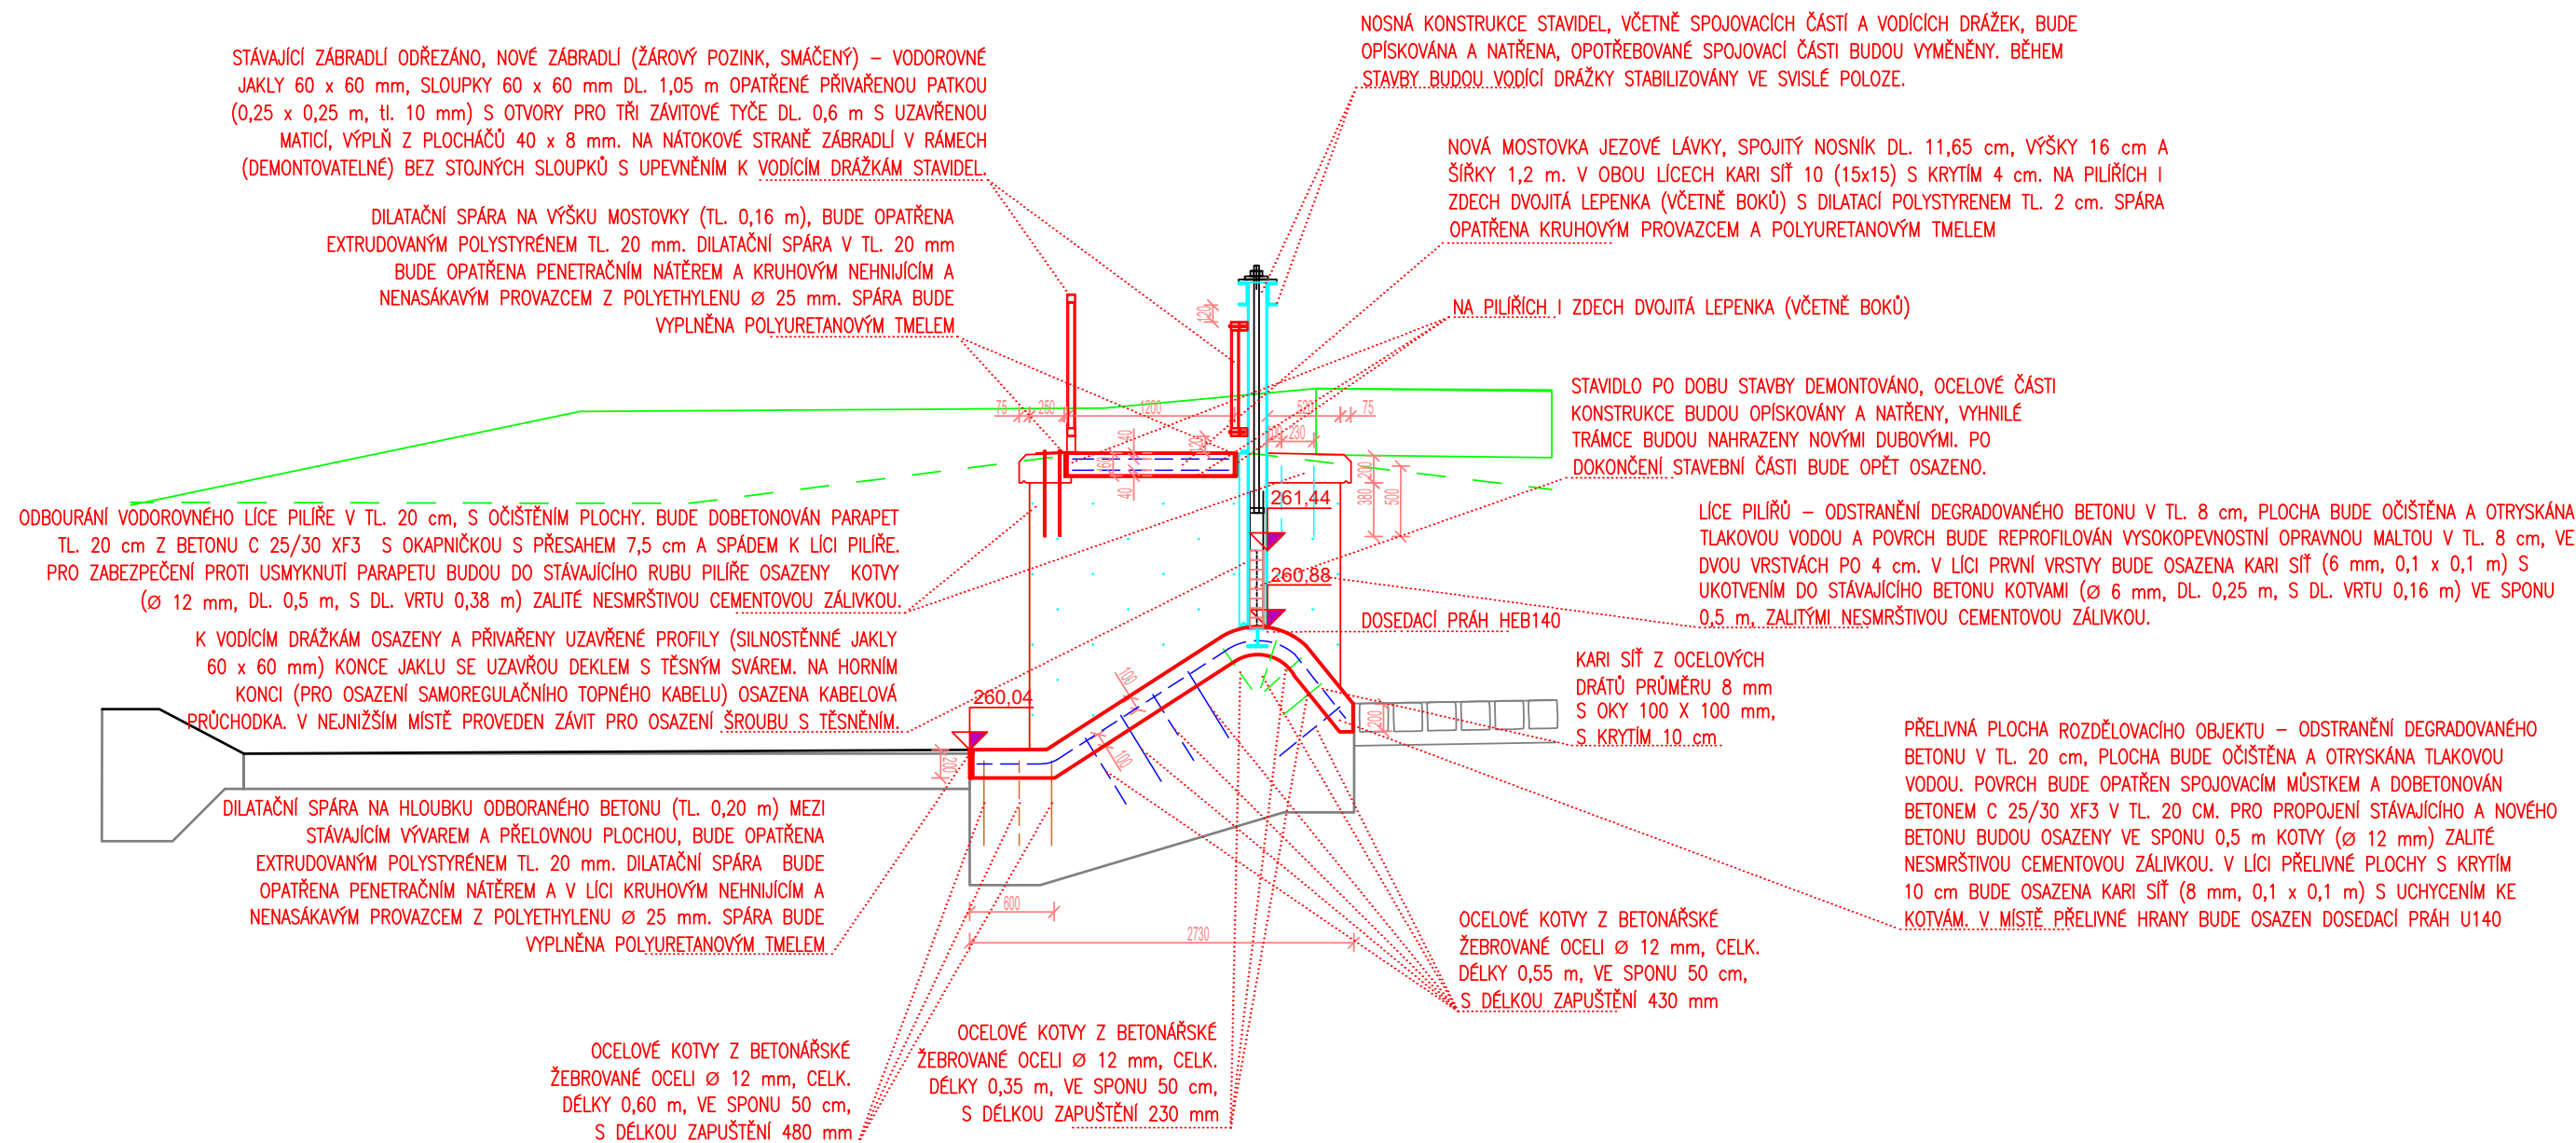 NOSNÁ KONSTRUKCE STAVIDEL, VČETNĚ SPOJOVACÍCH ČÁSTÍ A VODÍCÍCH DRÁŽEK, BUDE
OPÍSKOVÁNA A NATŘENA, OPOTŘEBOVANÉ SPOJOVACÍ ČÁSTI BUDOU VYMĚNĚNY. BĚHEM
STAVBY BUDOU VODÍCÍ DRÁŽKY STABILIZOVÁNY VE SVISLÉ POLOZE.
STÁVAJÍCÍ ZÁBRADLÍ ODŘEZÁNO, NOVÉ ZÁBRADLÍ (ŽÁROVÝ POZINK, SMÁČENÝ) – VODOROVNÉ
JAKLY 60 x 60 mm, SLOUPKY 60 x 60 mm DL. 1,05 m OPATŘENÉ PŘIVAŘENOU PATKOU
(0,25 x 0,25 m, tl. 10 mm) S OTVORY PRO TŘI ZÁVITOVÉ TYČE DL. 0,6 m S UZAVŘENOU
MATICÍ, VÝPLŇ Z PLOCHÁČŮ 40 x 8 mm. NA NÁTOKOVÉ STRANĚ ZÁBRADLÍ V RÁMECH
(DEMONTOVATELNÉ) BEZ STOJNÝCH SLOUPKŮ S UPEVNĚNÍM K VODÍCÍM DRÁŽKÁM STAVIDEL.
NOVÁ MOSTOVKA JEZOVÉ LÁVKY, SPOJITÝ NOSNÍK DL. 11,65 cm, VÝŠKY 16 cm A
ŠÍŘKY 1,2 m. V OBOU LÍCECH KARI SÍŤ 10 (15x15) S KRYTÍM 4 cm. NA PILÍŘÍCH I
ZDECH DVOJITÁ LEPENKA (VČETNĚ BOKŮ) S DILATACÍ POLYSTYRENEM TL. 2 cm. SPÁRA
OPATŘENA KRUHOVÝM PROVAZCEM A POLYURETANOVÝM TMELEM
DILATAČNÍ SPÁRA NA VÝŠKU MOSTOVKY (TL. 0,16 m), BUDE OPATŘENA
EXTRUDOVANÝM POLYSTYRÉNEM TL. 20 mm. DILATAČNÍ SPÁRA V TL. 20 mm
BUDE OPATŘENA PENETRAČNÍM NÁTĚREM A KRUHOVÝM NEHNIJÍCÍM A
NENASÁKAVÝM PROVAZCEM Z POLYETHYLENU Ø 25 mm. SPÁRA BUDE
VYPLNĚNA POLYURETANOVÝM TMELEM
NA PILÍŘÍCH I ZDECH DVOJITÁ LEPENKA (VČETNĚ BOKŮ)
120
STAVIDLO PO DOBU STAVBY DEMONTOVÁNO, OCELOVÉ ČÁSTI
KONSTRUKCE BUDOU OPÍSKOVÁNY A NATŘENY, VYHNILÉ
TRÁMCE BUDOU NAHRAZENY NOVÝMI DUBOVÝMI. PO
DOKONČENÍ STAVEBNÍ ČÁSTI BUDE OPĚT OSAZENO.
75 260 1200 520 75
40 120 230
160 200
40 380 500
261,44
ODBOURÁNÍ VODOROVNÉHO LÍCE PILÍŘE V TL. 20 cm, S OČIŠTĚNÍM PLOCHY. BUDE DOBETONOVÁN PARAPET
TL. 20 cm Z BETONU C 25/30 XF3 S OKAPNIČKOU S PŘESAHEM 7,5 cm A SPÁDEM K LÍCI PILÍŘE.
PRO ZABEZPEČENÍ PROTI USMYKNUTÍ PARAPETU BUDOU DO STÁVAJÍCÍHO RUBU PILÍŘE OSAZENY KOTVY
(Ø 12 mm, DL. 0,5 m, S DL. VRTU 0,38 m) ZALITÉ NESMRŠTIVOU CEMENTOVOU ZÁLIVKOU.
LÍCE PILÍŘŮ – ODSTRANĚNÍ DEGRADOVANÉHO BETONU V TL. 8 cm, PLOCHA BUDE OČIŠTĚNA A OTRYSKÁNA
TLAKOVOU VODOU A POVRCH BUDE REPROFILOVÁN VYSOKOPEVNOSTNÍ OPRAVNOU MALTOU V TL. 8 cm, VE
DVOU VRSTVÁCH PO 4 cm. V LÍCI PRVNÍ VRSTVY BUDE OSAZENA KARI SÍŤ (6 mm, 0,1 x 0,1 m) S
UKOTVENÍM DO STÁVAJÍCÍHO BETONU KOTVAMI (Ø 6 mm, DL. 0,25 m, S DL. VRTU 0,16 m) VE SPONU
0,5 m, ZALITÝMI NESMRŠTIVOU CEMENTOVOU ZÁLIVKOU.
260,88
DOSEDACÍ PRÁH HEB140
K VODÍCÍM DRÁŽKÁM OSAZENY A PŘIVAŘENY UZAVŘENÉ PROFILY (SILNOSTĚNNÉ JAKLY
60 x 60 mm) KONCE JAKLU SE UZAVŘOU DEKLEM S TĚSNÝM SVÁREM. NA HORNÍM
KONCI (PRO OSAZENÍ SAMOREGULAČNÍHO TOPNÉHO KABELU) OSAZENA KABELOVÁ
PRŮCHODKA. V NEJNIŽŠÍM MÍSTĚ PROVEDEN ZÁVIT PRO OSAZENÍ ŠROUBU S TĚSNĚNÍM.
KARI SÍŤ Z OCELOVÝCH
DRÁTŮ PRŮMĚRU 8 mm
S OKY 100 X 100 mm,
S KRYTÍM 10 cm
260,04
100
100
200
200
PŘELIVNÁ PLOCHA ROZDĚLOVACÍHO OBJEKTU – ODSTRANĚNÍ DEGRADOVANÉHO
BETONU V TL. 20 cm, PLOCHA BUDE OČIŠTĚNA A OTRYSKÁNA TLAKOVOU
VODOU. POVRCH BUDE OPATŘEN SPOJOVACÍM MŮSTKEM A DOBETONOVÁN
BETONEM C 25/30 XF3 V TL. 20 CM. PRO PROPOJENÍ STÁVAJÍCÍHO A NOVÉHO
BETONU BUDOU OSAZENY VE SPONU 0,5 m KOTVY (Ø 12 mm) ZALITÉ
NESMRŠTIVOU CEMENTOVOU ZÁLIVKOU. V LÍCI PŘELIVNÉ PLOCHY S KRYTÍM
10 cm BUDE OSAZENA KARI SÍŤ (8 mm, 0,1 x 0,1 m) S UCHYCENÍM KE
KOTVÁM. V MÍSTĚ PŘELIVNÉ HRANY BUDE OSAZEN DOSEDACÍ PRÁH U140
DILATAČNÍ SPÁRA NA HLOUBKU ODBORANÉHO BETONU (TL. 0,20 m) MEZI
STÁVAJÍCÍM VÝVAREM A PŘELOVNOU PLOCHOU, BUDE OPATŘENA
EXTRUDOVANÝM POLYSTYRÉNEM TL. 20 mm. DILATAČNÍ SPÁRA BUDE
OPATŘENA PENETRAČNÍM NÁTĚREM A V LÍCI KRUHOVÝM NEHNIJÍCÍM A
NENASÁKAVÝM PROVAZCEM Z POLYETHYLENU Ø 25 mm. SPÁRA BUDE
VYPLNĚNA POLYURETANOVÝM TMELEM
600
2730
OCELOVÉ KOTVY Z BETONÁŘSKÉ
ŽEBROVANÉ OCELI Ø 12 mm, CELK.
DÉLKY 0,55 m, VE SPONU 50 cm,
S DÉLKOU ZAPUŠTĚNÍ 430 mm
OCELOVÉ KOTVY Z BETONÁŘSKÉ
ŽEBROVANÉ OCELI Ø 12 mm, CELK.
DÉLKY 0,35 m, VE SPONU 50 cm,
S DÉLKOU ZAPUŠTĚNÍ 230 mm
OCELOVÉ KOTVY Z BETONÁŘSKÉ
ŽEBROVANÉ OCELI Ø 12 mm, CELK.
DÉLKY 0,60 m, VE SPONU 50 cm,
S DÉLKOU ZAPUŠTĚNÍ 480 mm